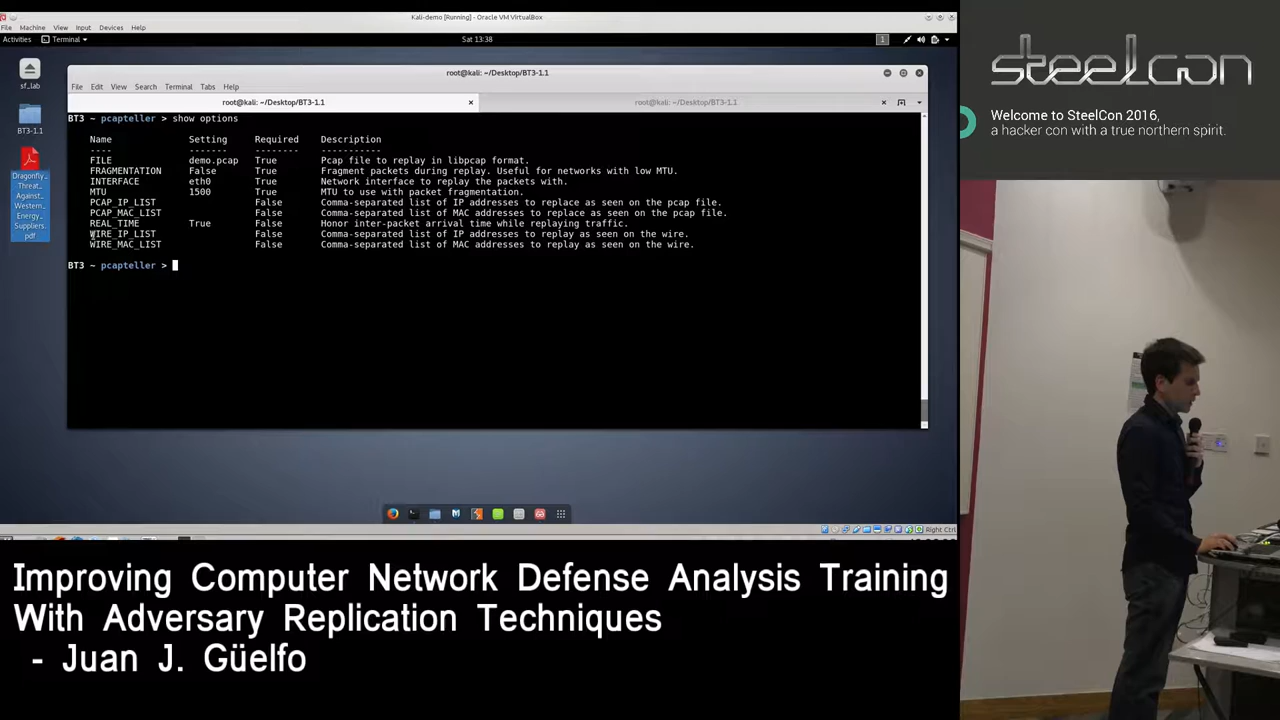 Kali-demo [Running] - Oracle VM VirtualBox
File Machine View Input Devices Help
Activities Terminal Sat 13:38 1
root@kali: ~/Desktop/BT3-1.1
File Edit View Search Terminal Tabs Help
root@kali: ~/Desktop/BT3-1.1 root@kali: ~/Desktop/BT3-1.1
BT3 ~ pcapteller > show options
Name Setting Required Description
---- ------- -------- -----------
FILE demo.pcap True Pcap file to replay in libpcap format.
FRAGMENTATION False True Fragment packets during replay. Useful for networks with low MTU.
INTERFACE eth0 True Network interface to replay the packets with.
MTU 1500 True MTU to use with packet fragmentation.
PCAP_IP_LIST False Comma-separated list of IP addresses to replace as seen on the pcap file.
PCAP_MAC_LIST False Comma-separated list of MAC addresses to replace as seen on the pcap file.
REAL_TIME True False Honor inter-packet arrival time while replaying traffic.
WIRE_IP_LIST False Comma-separated list of IP addresses to replay as seen on the wire.
WIRE_MAC_LIST False Comma-separated list of MAC addresses to replay as seen on the wire.
BT3 ~ pcapteller >
sf_lab
BT3-1.1
Dragonfly_
Threat_
Against_
Western_
Energy_
Suppliers.
pdf
Right Ctrl
steelcon
Welcome to SteelCon 2016,
a hacker con with a true northern spirit.
Improving Computer Network Defense Analysis Training
With Adversary Replication Techniques
- Juan J. Güelfo